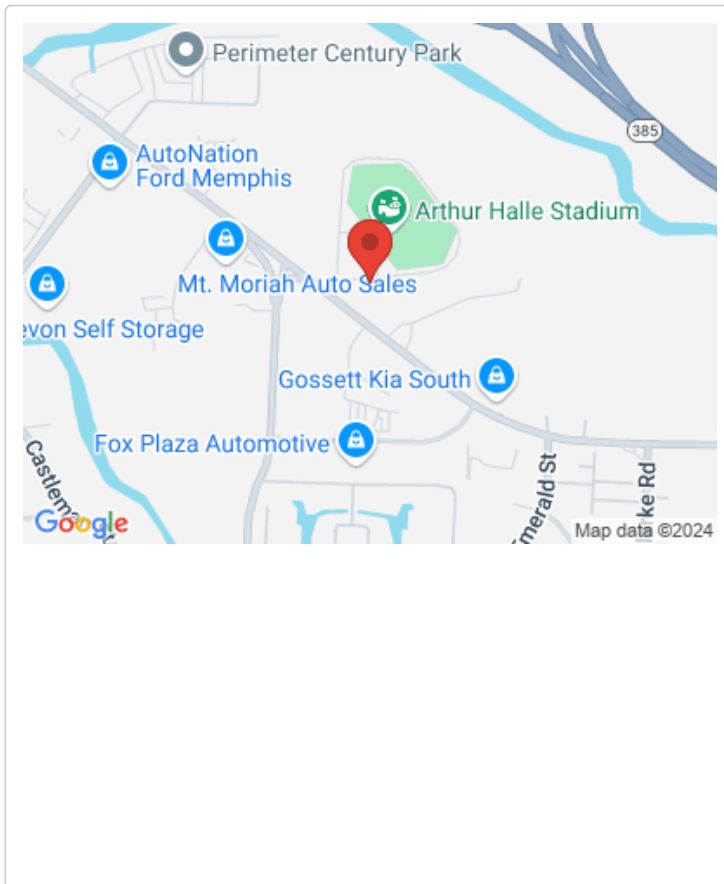 Perimeter Century Park
385
AutoNation
Ford Memphis
Arthur Halle Stadium
Mt. Moriah Auto Sales
evon Self Storage
Gossett Kia South
Fox Plaza Automotive
Emerald St
Google
Map data ©2024